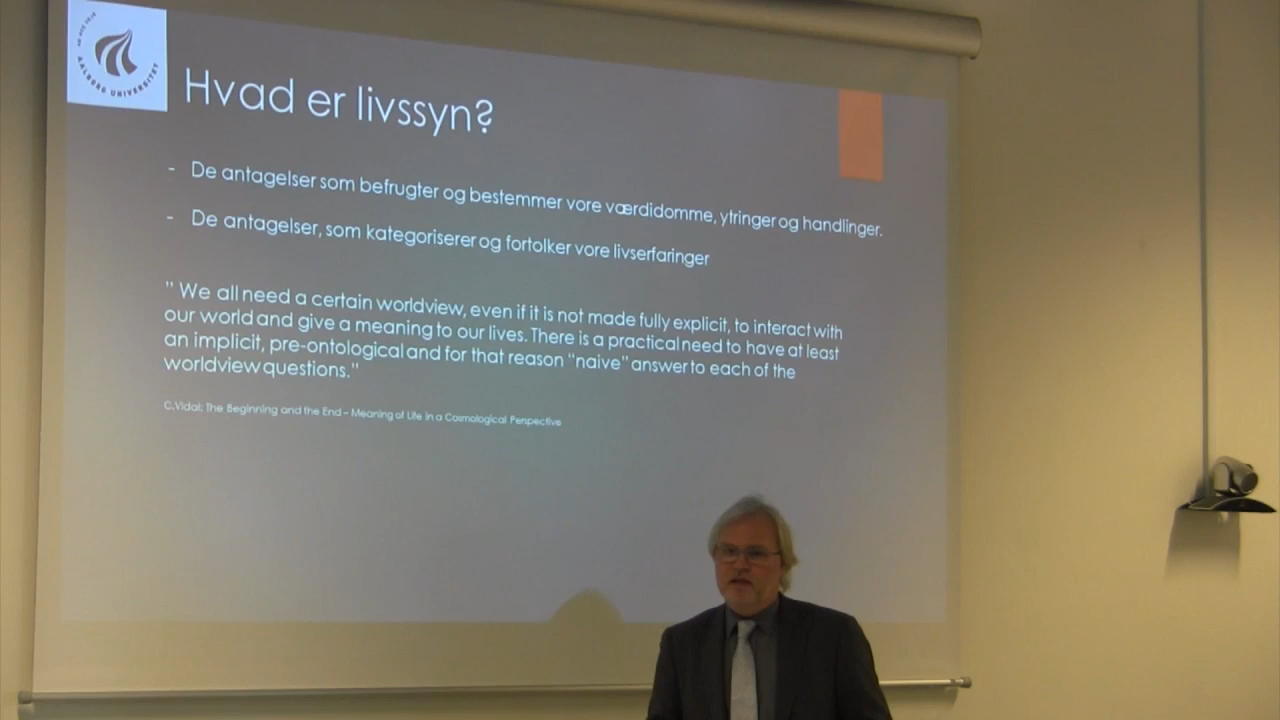 AALBORG UNIVERSITET
Hvad er livssyn?
- De antagelser som befrugter og bestemmer vore værdidomme, ytringer og handlinger.
- De antagelser, som kategoriserer og fortolker vore livserfaringer
" We all need a certain worldview, even if it is not made fully explicit, to interact with
our world and give a meaning to our lives. There is a practical need to have at least
an implicit, pre-ontological and for that reason "naive" answer to each of the
worldview questions."
C.Vidal: The Beginning and the End – Meaning of Life in a Cosmological Perspective